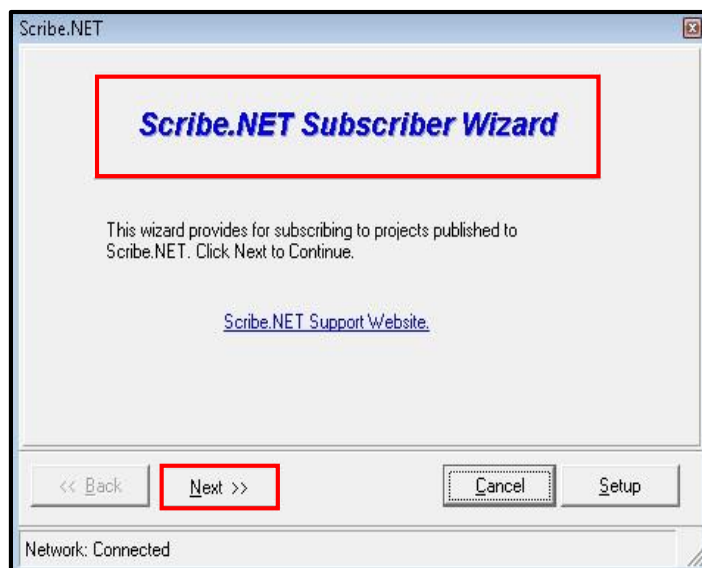 Scribe.NET
Scribe.NET Subscriber Wizard
This wizard provides for subscribing to projects published to
Scribe.NET. Click Next to Continue.
Scribe.NET Support Website.
<< Back
Next >>
Cancel
Setup
Network: Connected